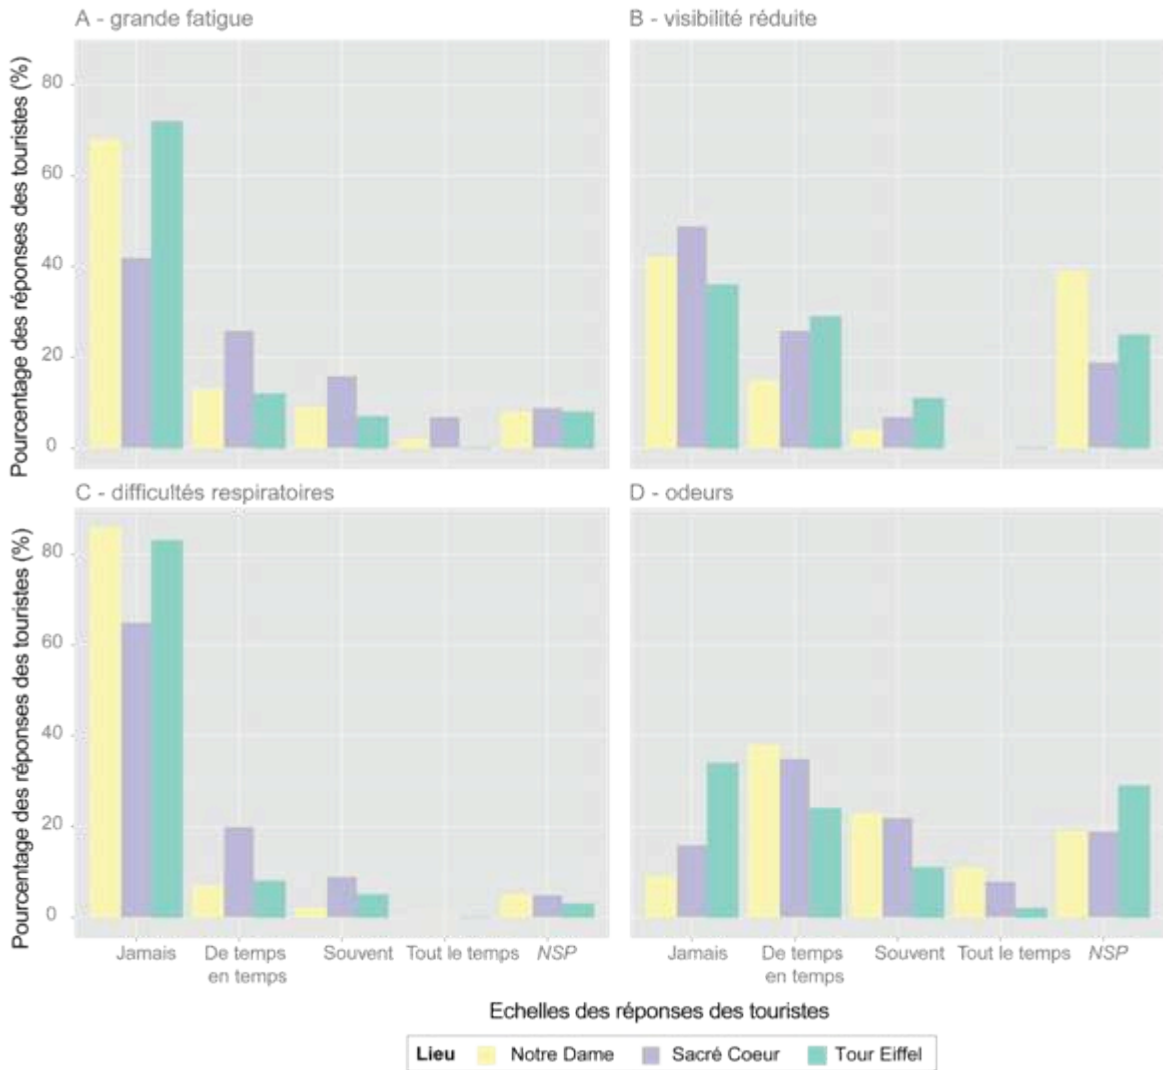 A - grande fatigue
B - visibilité réduite
Pourcentage des réponses des touristes (%)
80
60
40
20
0
C - difficultés respiratoires
D - odeurs
Pourcentage des réponses des touristes (%)
80
60
40
20
0
Jamais
De temps
en temps
Souvent
Tout le temps
NSP
Jamais
De temps
en temps
Souvent
Tout le temps
NSP
Echelles des réponses des touristes
Lieu Notre Dame Sacré Coeur Tour Eiffel